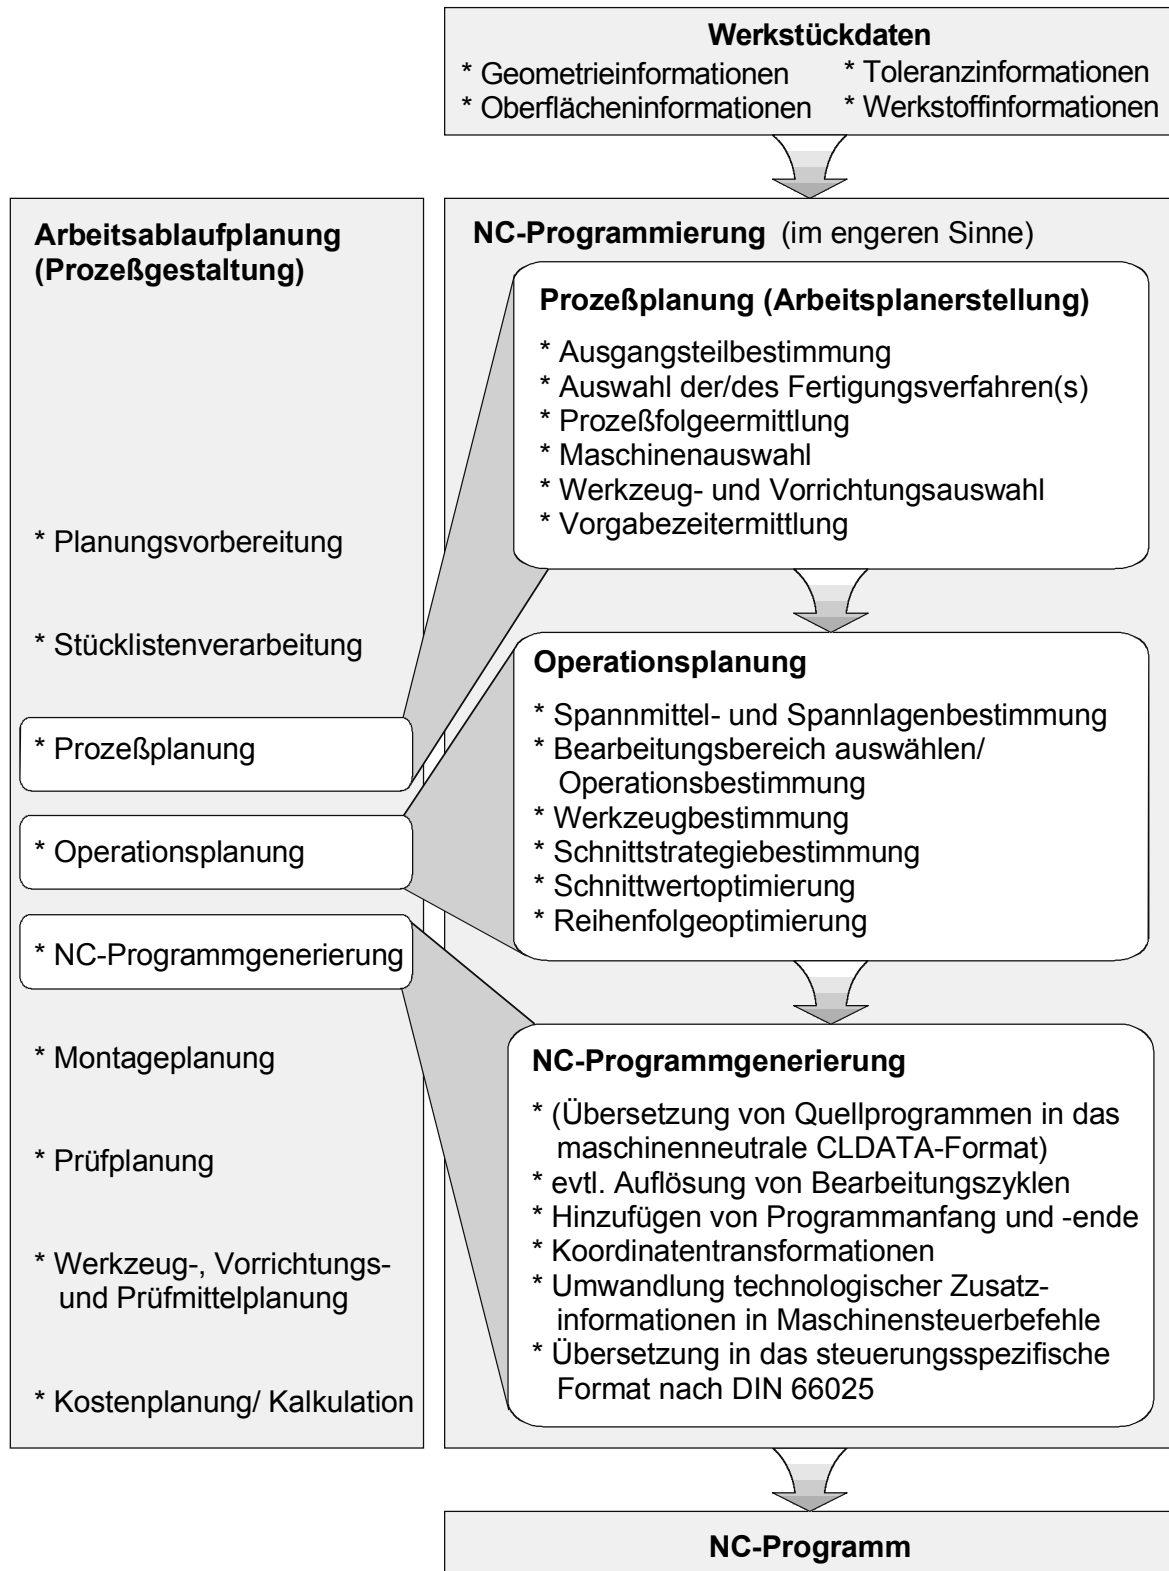 Werkstückdaten
* Geometrieinformationen * Toleranzinformationen
* Oberflächeninformationen * Werkstoffinformationen
Arbeitsablaufplanung
(Prozeßgestaltung)
* Planungsvorbereitung
* Stücklistenverarbeitung
* Prozeßplanung
* Operationsplanung
* NC-Programmgenerierung
* Montageplanung
* Prüfplanung
* Werkzeug-, Vorrichtungs-
und Prüfmittelplanung
* Kostenplanung/ Kalkulation
NC-Programmierung (im engeren Sinne)
Prozeßplanung (Arbeitsplanerstellung)
* Ausgangsteilbestimmung
* Auswahl der/des Fertigungsverfahren(s)
* Prozeßfolgeermittlung
* Maschinenauswahl
* Werkzeug- und Vorrichtungsauswahl
* Vorgabezeitermittlung
Operationsplanung
* Spannmittel- und Spannlagenbestimmung
* Bearbeitungsbereich auswählen/
Operationsbestimmung
* Werkzeugbestimmung
* Schnittstrategiebestimmung
* Schnittwertoptimierung
* Reihenfolgeoptimierung
NC-Programmgenerierung
* (Übersetzung von Quellprogrammen in das
maschinenneutrale CLDATA-Format)
* evtl. Auflösung von Bearbeitungszyklen
* Hinzufügen von Programmanfang und -ende
* Koordinatentransformationen
* Umwandlung technologischer Zusatz-
informationen in Maschinensteuerbefehle
* Übersetzung in das steuerungsspezifische
Format nach DIN 66025
NC-Programm